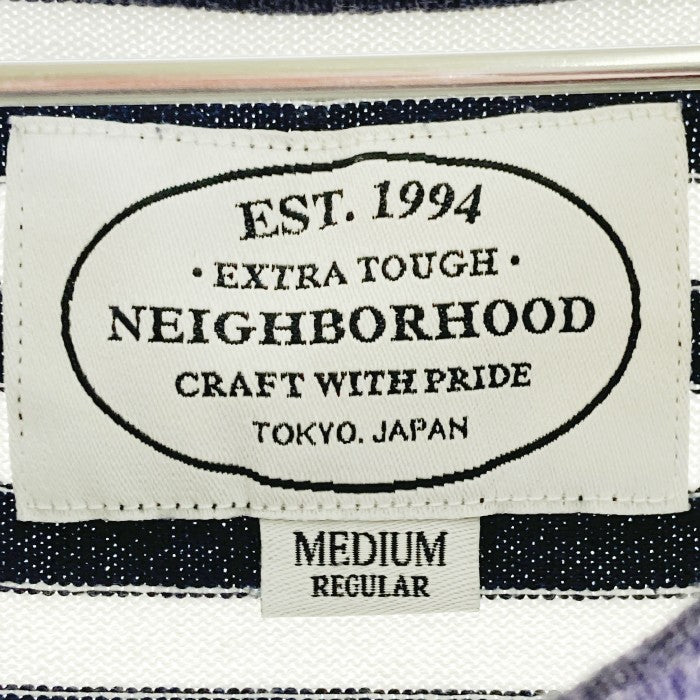 EST. 1994
· EXTRA TOUGH ·
NEIGHBORHOOD
CRAFT WITH PRIDE
TOKYO. JAPAN
MEDIUM
REGULAR